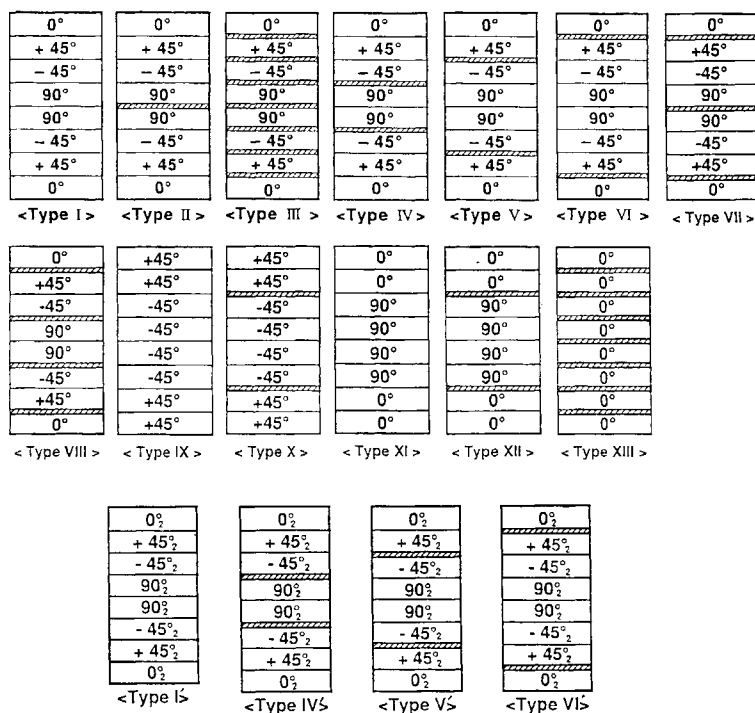 0° 0° 0° 0° 0° 0° 0°
+ 45° + 45° + 45° + 45° + 45° + 45° +45°
− 45° − 45° − 45° − 45° − 45° − 45° -45°
90° 90° 90° 90° 90° 90° 90°
90° 90° 90° 90° 90° 90° 90°
− 45° − 45° − 45° − 45° − 45° − 45° -45°
+ 45° + 45° + 45° + 45° + 45° + 45° +45°
0° 0° 0° 0° 0° 0° 0°
<Type I> <Type II> <Type III> <Type IV> <Type V> <Type VI> <Type VII>
0° +45° +45° 0° 0° 0°
+45° +45° +45° 0° 0° 0°
-45° -45° -45° 90° 90° 0°
90° -45° -45° 90° 90° 0°
90° -45° -45° 90° 90° 0°
-45° -45° -45° 90° 90° 0°
+45° +45° +45° 0° 0° 0°
0° +45° +45° 0° 0° 0°
< Type VIII > < Type IX > < Type X > < Type XI > < Type XII > < Type XIII >
0°₂ 0°₂ 0°₂ 0°₂
+ 45°₂ + 45°₂ + 45°₂ + 45°₂
- 45°₂ - 45°₂ - 45°₂ - 45°₂
90°₂ 90°₂ 90°₂ 90°₂
90°₂ 90°₂ 90°₂ 90°₂
- 45°₂ - 45°₂ - 45°₂ - 45°₂
+ 45°₂ + 45°₂ + 45°₂ + 45°₂
0°₂ 0°₂ 0°₂ 0°₂
<Type I'> <Type IV'> <Type V'> <Type VI'>